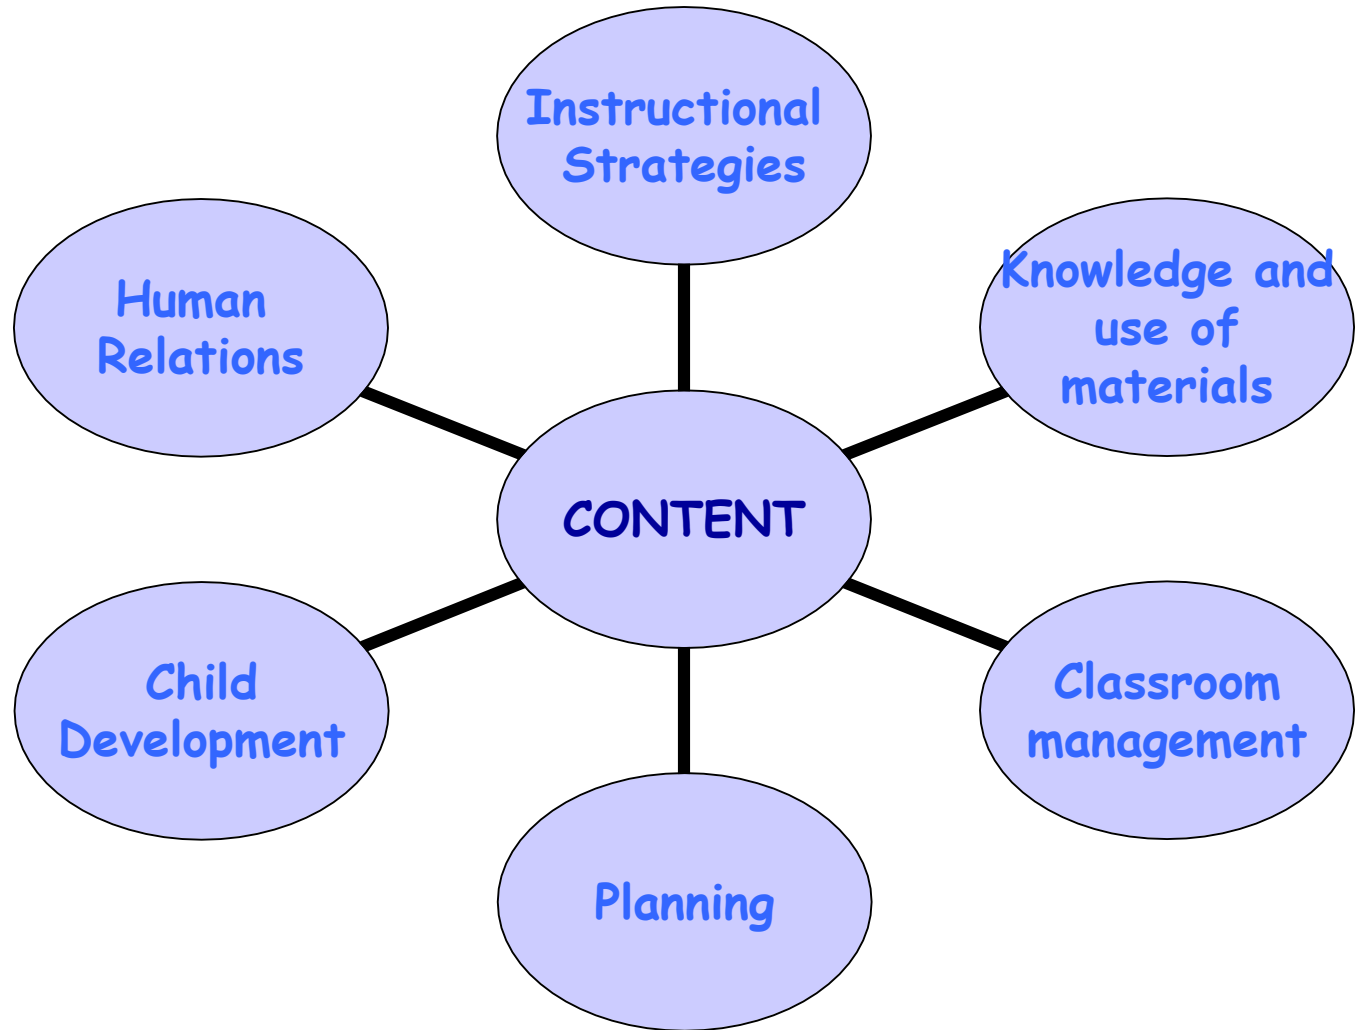 Instructional
Strategies
Human
Relations
Knowledge and
use of
materials
CONTENT
Child
Development
Classroom
management
Planning